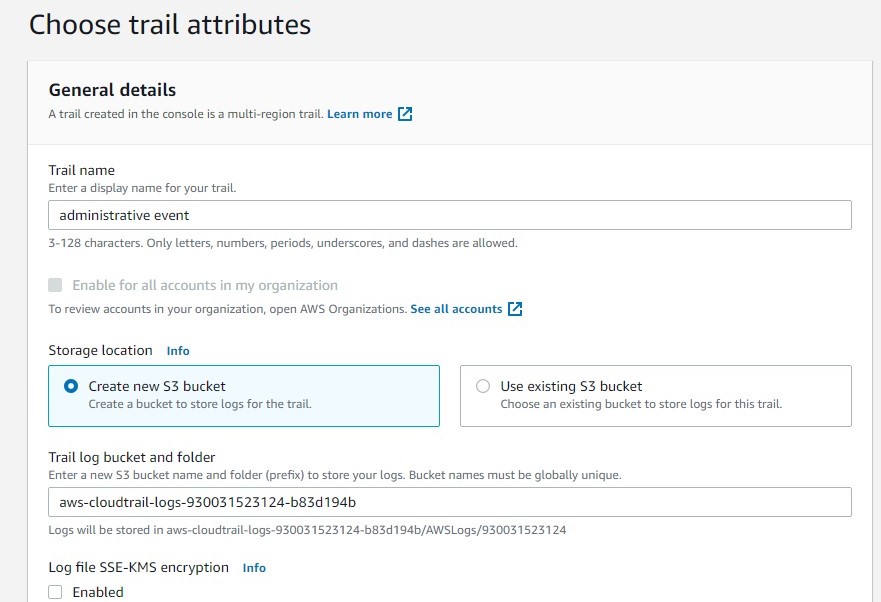 Choose trail attributes
General details
A trail created in the console is a multi-region trail. Learn more
Trail name
Enter a display name for your trail.
administrative event
3-128 characters. Only letters, numbers, periods, underscores, and dashes are allowed.
Enable for all accounts in my organization
To review accounts in your organization, open AWS Organizations. See all accounts
Storage location Info
Create new S3 bucket
Create a bucket to store logs for the trail.
Use existing S3 bucket
Choose an existing bucket to store logs for this trail.
Trail log bucket and folder
Enter a new S3 bucket name and folder (prefix) to store your logs. Bucket names must be globally unique.
aws-cloudtrail-logs-930031523124-b83d194b
Logs will be stored in aws-cloudtrail-logs-930031523124-b83d194b/AWSLogs/930031523124
Log file SSE-KMS encryption Info
Enabled